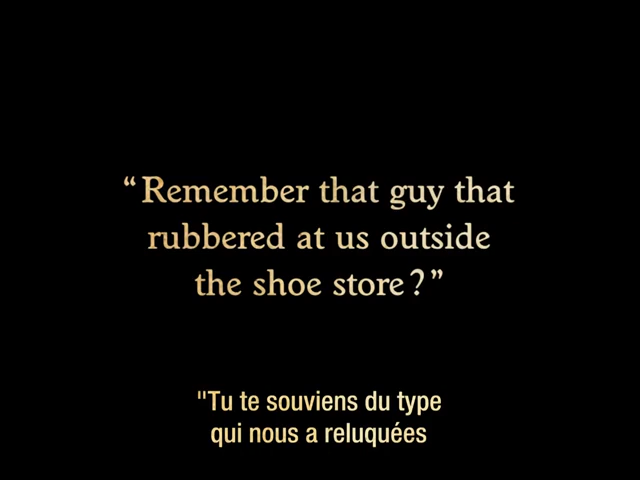 “Remember that guy that
rubbered at us outside
the shoe store?”
"Tu te souviens du type
qui nous a reluquées